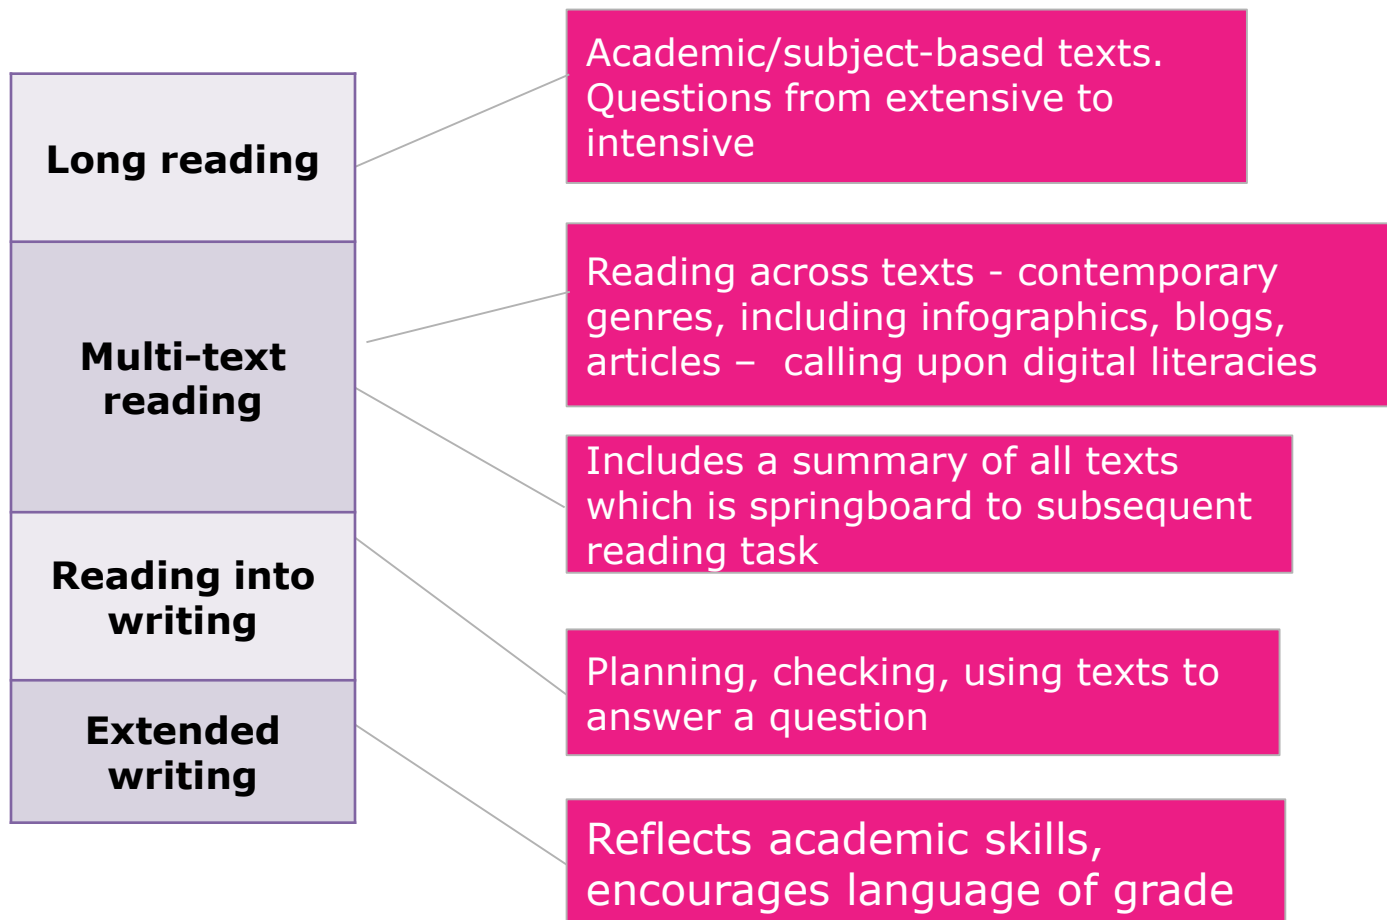 Long reading
Academic/subject-based texts.
Questions from extensive to
intensive
Multi-text
reading
Reading across texts - contemporary
genres, including infographics, blogs,
articles –  calling upon digital literacies
Includes a summary of all texts
which is springboard to subsequent
reading task
Reading into
writing
Planning, checking, using texts to
answer a question
Extended
writing
Reflects academic skills,
encourages language of grade